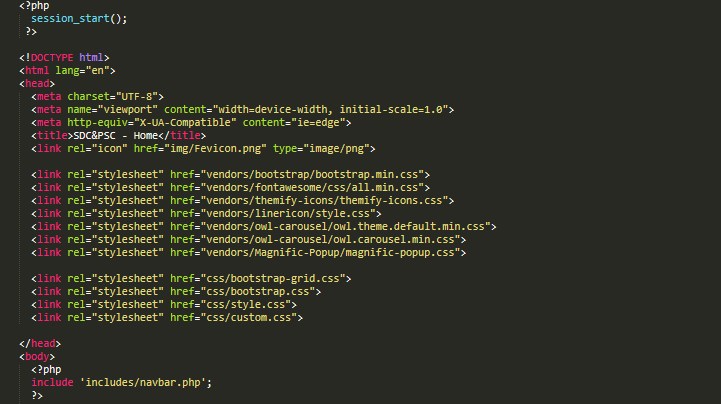 <?php
session_start();
?>
<!DOCTYPE html>
<html lang="en">
<head>
<meta charset="UTF-8">
<meta name="viewport" content="width=device-width, initial-scale=1.0">
<meta http-equiv="X-UA-Compatible" content="ie=edge">
<title>SDC&PSC - Home</title>
<link rel="icon" href="img/Fevicon.png" type="image/png">
<link rel="stylesheet" href="vendors/bootstrap/bootstrap.min.css">
<link rel="stylesheet" href="vendors/fontawesome/css/all.min.css">
<link rel="stylesheet" href="vendors/themify-icons/themify-icons.css">
<link rel="stylesheet" href="vendors/linericon/style.css">
<link rel="stylesheet" href="vendors/owl-carousel/owl.theme.default.min.css">
<link rel="stylesheet" href="vendors/owl-carousel/owl.carousel.min.css">
<link rel="stylesheet" href="vendors/Magnific-Popup/magnific-popup.css">
<link rel="stylesheet" href="css/bootstrap-grid.css">
<link rel="stylesheet" href="css/bootstrap.css">
<link rel="stylesheet" href="css/style.css">
<link rel="stylesheet" href="css/custom.css">
</head>
<body>
<?php
include 'includes/navbar.php';
?>